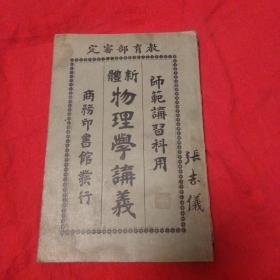 定審部育教
師範講習科用
新體物理學講義
商務印書館發行
張志儀